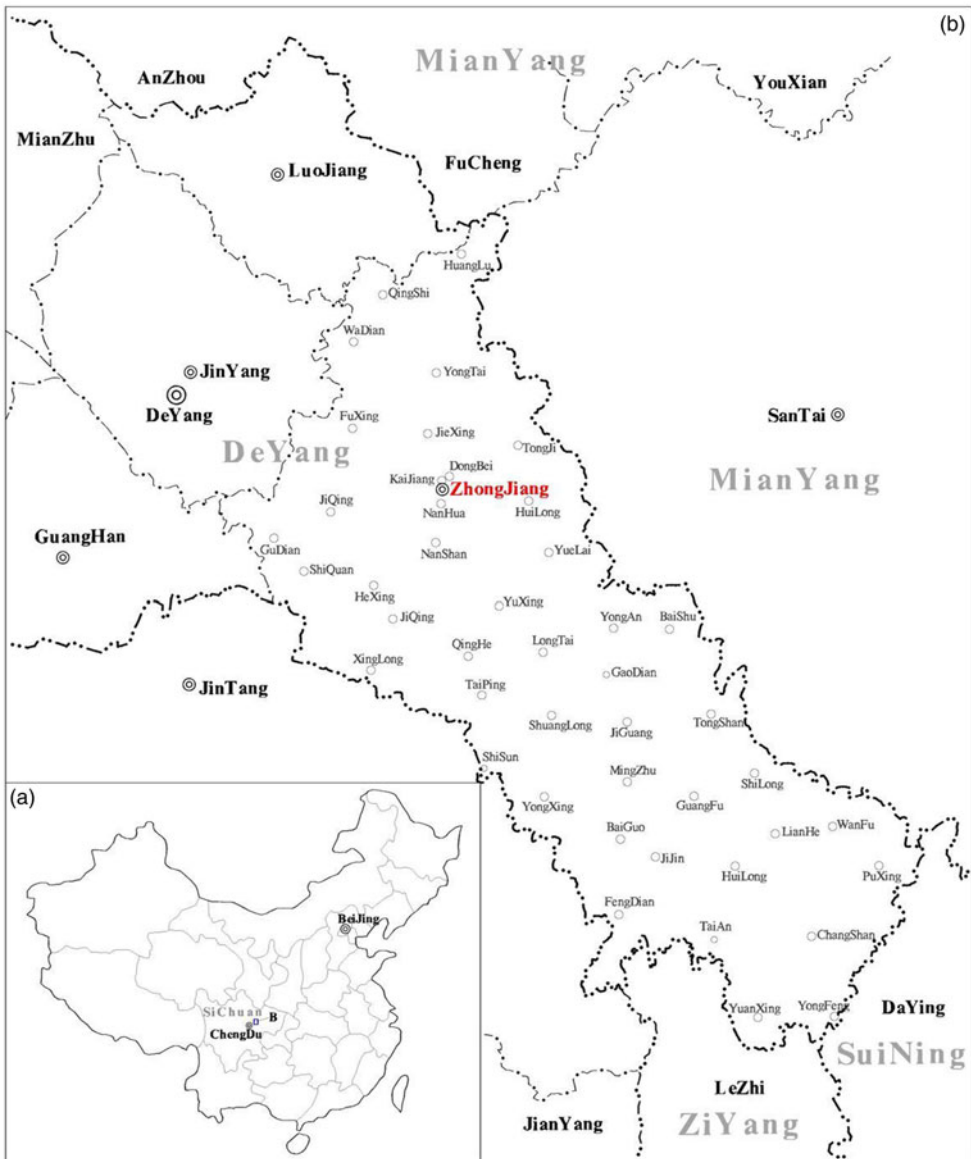 (b)
MianYang
AnZhou
YouXian
MianZhu
FuCheng
LuoJiang
HuangLu
QingShi
WaDian
JinYang
YongTai
DeYang
SanTai
FuXing
JieXing
DeYang
TongJi
DongBei
KaiJiang
MianYang
ZhongJiang
JiQing
NanHua
HuiLong
GuangHan
GuDian
NanShan
YueLai
ShiQuan
HeXing
YuXing
JiQing
YongAn
BaiShu
QingHe
LongTai
XingLong
GaoDian
JinTang
TaiPing
ShuangLong
JiGuang
TongShan
ShiSun
MingZhu
ShiLong
(a)
YongXing
GuangFu
BaiGuo
LianHe
WanFu
JiJin
HuiLong
PuXing
FengDian
BeiJing
TaiAn
ChangShan
SiChuan
B
ChengDu
YuanXing
YongFeng
DaYing
SuiNing
LeZhi
JianYang
ZiYang